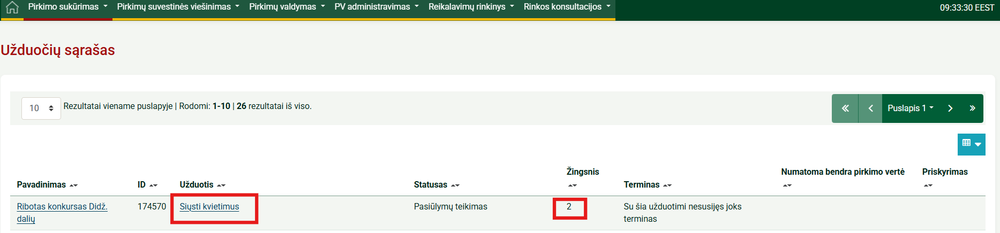 Pirkimo sukūrimas Pirkimų suvestinės viešinimas Pirkimų valdymas PV administravimas Reikalavimų rinkinys Rinkos konsultacijos 09:33:30 EEST
Užduočių sąrašas
10 Rezultatai viename puslapyje | Rodomi: 1-10 | 26 rezultatai iš viso. Puslapis 1
Pavadinimas ID Užduotis Statusas Žingsnis Terminas Numatoma bendra pirkimo vertė Priskyrimas
Ribotas konkursas Didž. 174570 Siųsti kvietimus Pasiūlymų teikimas 2 Su šia užduotimi nesusijęs joks
dalių terminas